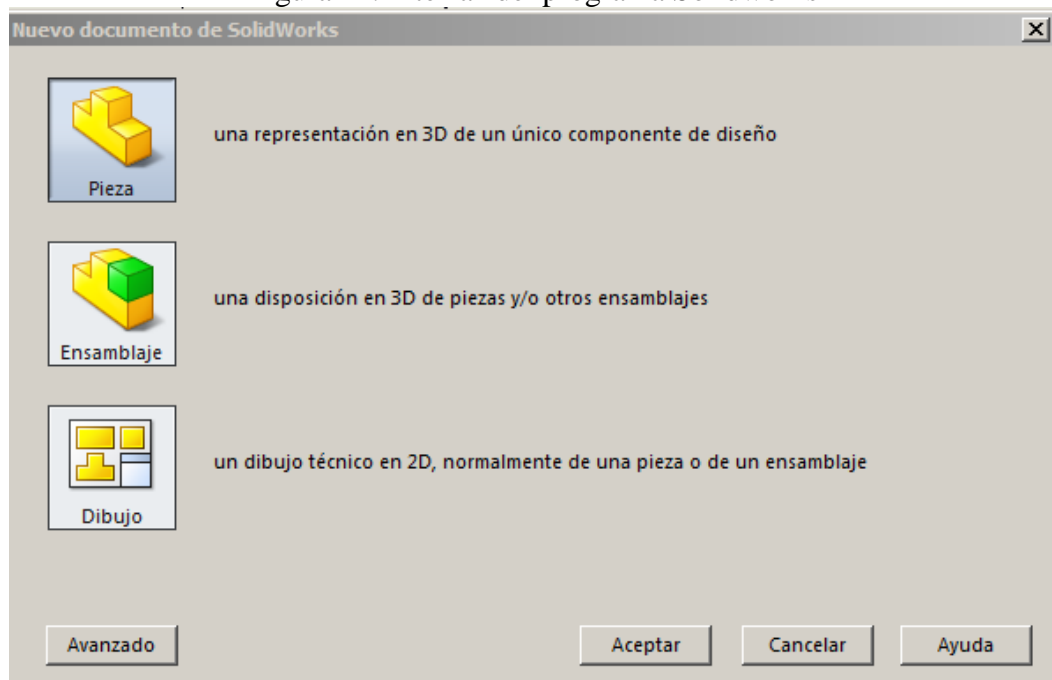 Nuevo documento de SolidWorks
Pieza
una representación en 3D de un único componente de diseño
Ensamblaje
una disposición en 3D de piezas y/o otros ensamblajes
Dibujo
un dibujo técnico en 2D, normalmente de una pieza o de un ensamblaje
Avanzado Aceptar Cancelar Ayuda